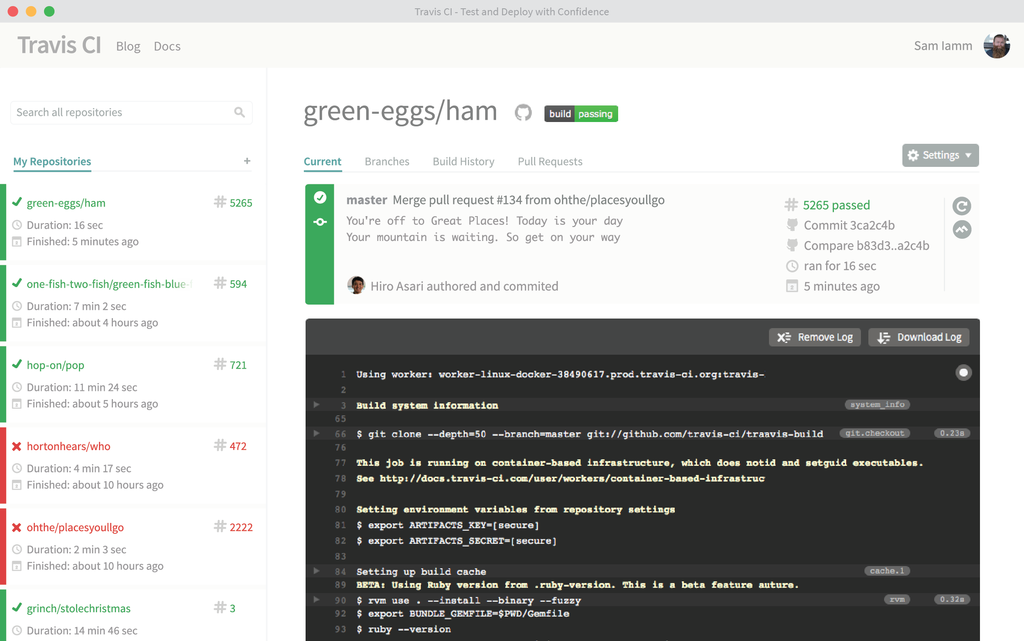 Travis CI - Test and Deploy with Confidence
Travis CI Blog Docs Sam Iamm
Search all repositories
My Repositories +
green-eggs/ham # 5265
Duration: 16 sec
Finished: 5 minutes ago
one-fish-two-fish/green-fish-blue- # 594
Duration: 7 min 2 sec
Finished: about 4 hours ago
hop-on/pop # 721
Duration: 11 min 24 sec
Finished: about 5 hours ago
hortonhears/who # 472
Duration: 4 min 17 sec
Finished: about 10 hours ago
ohthe/placesyoullgo # 2222
Duration: 2 min 3 sec
Finished: about 10 hours ago
grinch/stolechristmas # 3
Duration: 14 min 46 sec
green-eggs/ham build passing
Current Branches Build History Pull Requests Settings
master Merge pull request #134 from ohthe/placesyoullgo
You're off to Great Places! Today is your day
Your mountain is waiting. So get on your way
Hiro Asari authored and commited
# 5265 passed
Commit 3ca2c4b
Compare b83d3..a2c4b
ran for 16 sec
5 minutes ago
Remove Log Download Log
1 Using worker: worker-linux-docker-38490617.prod.travis-ci.org:travis-
2
3 Build system information system_info
65
66 $ git clone --depth=50 --branch=master git://github.com/travis-ci/trasvis-build git.checkout 0.23s
76
77 This job is running on container-based infrastructure, which does notid and setguid executables.
78 See http://docs.travis-ci.com/user/workers/container-based-infrastruc
79
80 Setting environment variables from repository settings
81 $ export ARTIFACTS_KEY=[secure]
82 $ export ARTIFACTS_SECRET=[secure]
83
84 Setting up build cache cache.1
89 BETA: Using Ruby version from .ruby-version. This is a beta feature auture.
90 $ rvm use . --install --binary --fuzzy rvm 0.32s
92 $ export BUNDLE_GEMFILE=$PWD/Gemfile
93 $ ruby --version